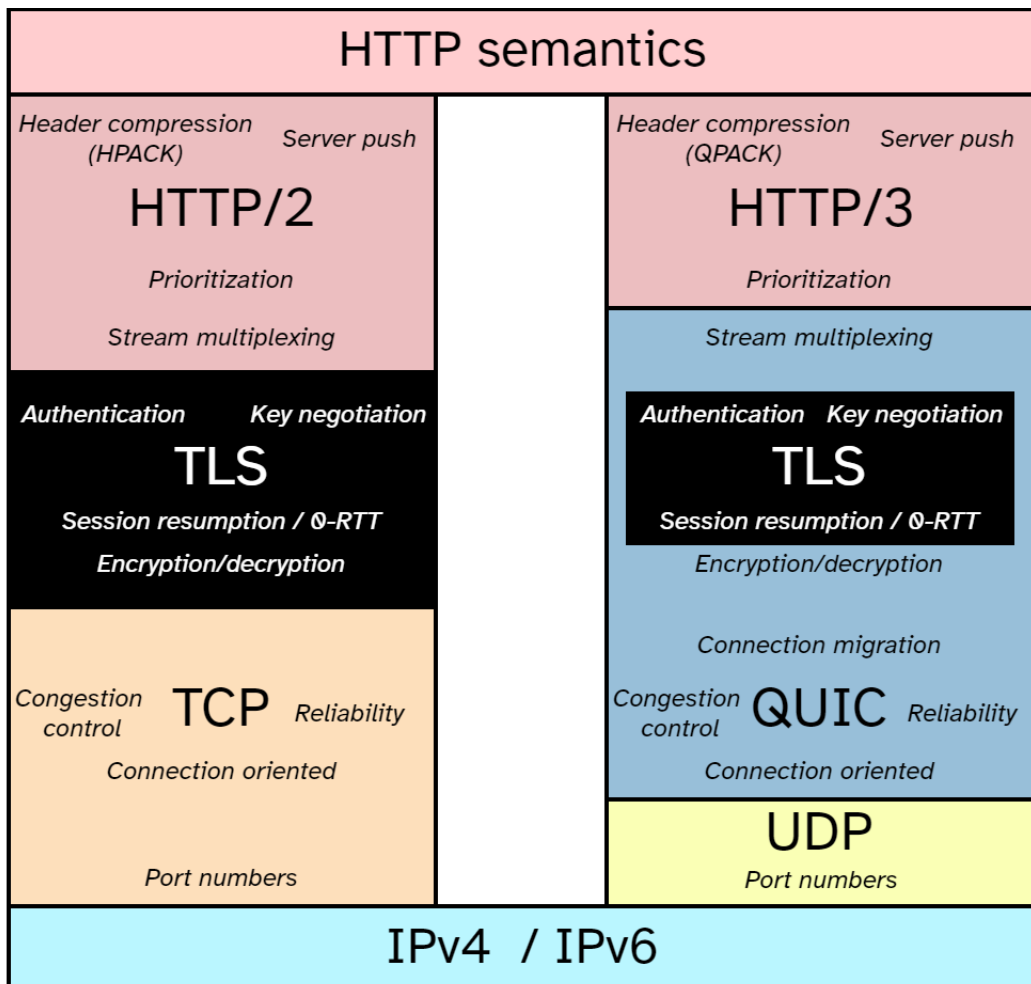 HTTP semantics
Header compression
(HPACK)
Server push
HTTP/2
Prioritization
Stream multiplexing
Authentication
Key negotiation
TLS
Session resumption / 0-RTT
Encryption/decryption
Congestion
control
TCP
Reliability
Connection oriented
Port numbers
Header compression
(QPACK)
Server push
HTTP/3
Prioritization
Stream multiplexing
Authentication
Key negotiation
TLS
Session resumption / 0-RTT
Encryption/decryption
Connection migration
Congestion
control
QUIC
Reliability
Connection oriented
UDP
Port numbers
IPv4 / IPv6